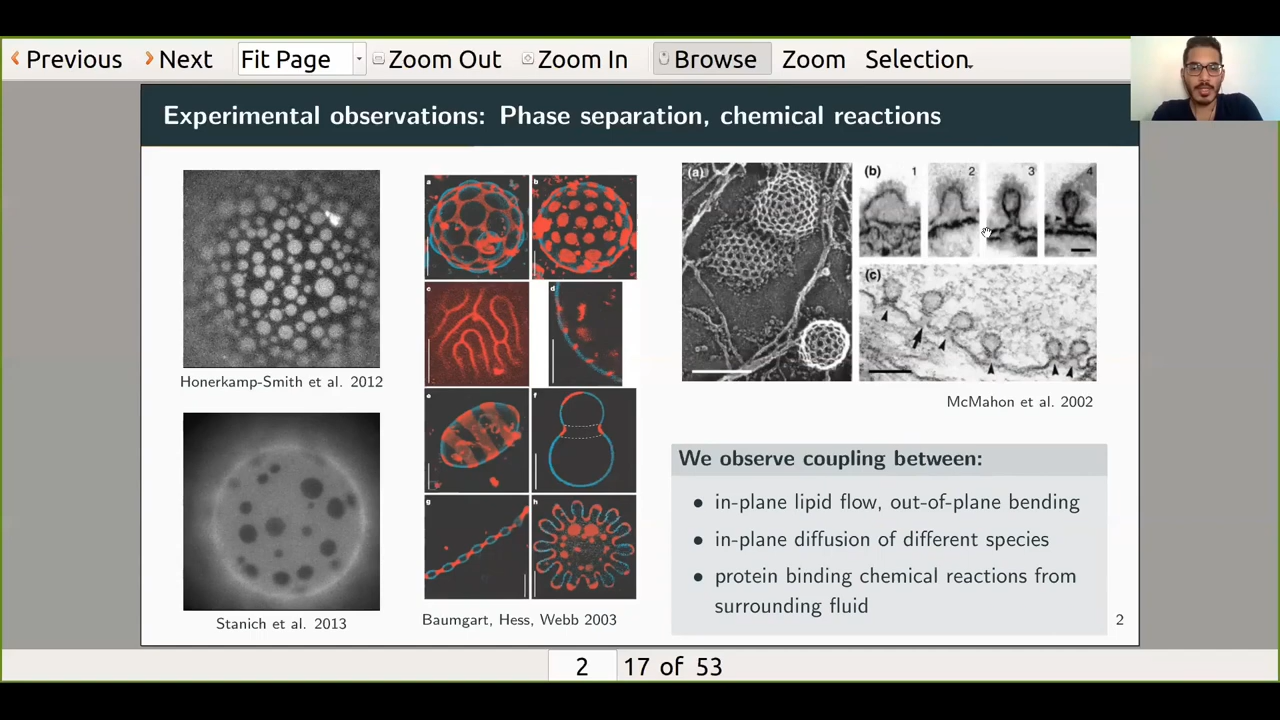 Previous Next Fit Page Zoom Out Zoom In Browse Zoom Selection
Experimental observations: Phase separation, chemical reactions
Honerkamp-Smith et al. 2012
Stanich et al. 2013
a b
c d
e f
g h
Baumgart, Hess, Webb 2003
(a)
(b) 1 2 3 4
(c)
McMahon et al. 2002
We observe coupling between:
• in-plane lipid flow, out-of-plane bending
• in-plane diffusion of different species
• protein binding chemical reactions from
surrounding fluid
2
2 17 of 53